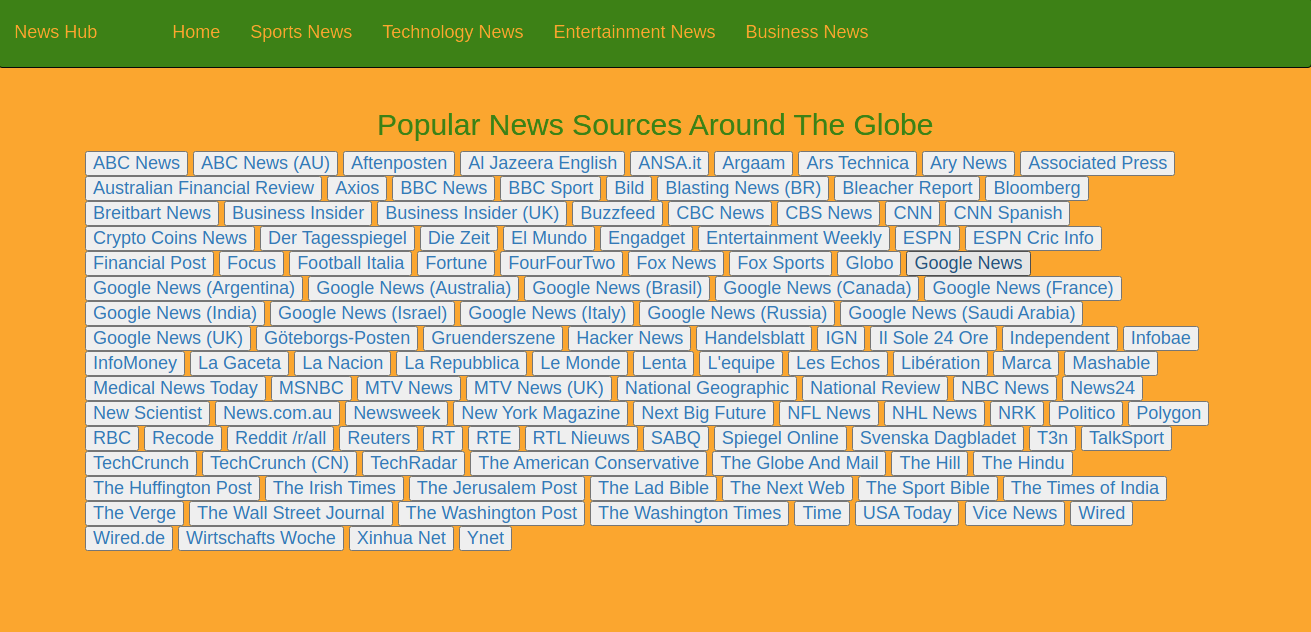 News Hub Home Sports News Technology News Entertainment News Business News
Popular News Sources Around The Globe
ABC News ABC News (AU) Aftenposten Al Jazeera English ANSA.it Argaam Ars Technica Ary News Associated Press
Australian Financial Review Axios BBC News BBC Sport Bild Blasting News (BR) Bleacher Report Bloomberg
Breitbart News Business Insider Business Insider (UK) Buzzfeed CBC News CBS News CNN CNN Spanish
Crypto Coins News Der Tagesspiegel Die Zeit El Mundo Engadget Entertainment Weekly ESPN ESPN Cric Info
Financial Post Focus Football Italia Fortune FourFourTwo Fox News Fox Sports Globo Google News
Google News (Argentina) Google News (Australia) Google News (Brasil) Google News (Canada) Google News (France)
Google News (India) Google News (Israel) Google News (Italy) Google News (Russia) Google News (Saudi Arabia)
Google News (UK) Göteborgs-Posten Gruenderszene Hacker News Handelsblatt IGN Il Sole 24 Ore Independent Infobae
InfoMoney La Gaceta La Nacion La Repubblica Le Monde Lenta L'equipe Les Echos Libération Marca Mashable
Medical News Today MSNBC MTV News MTV News (UK) National Geographic National Review NBC News News24
New Scientist News.com.au Newsweek New York Magazine Next Big Future NFL News NHL News NRK Politico Polygon
RBC Recode Reddit /r/all Reuters RT RTE RTL Nieuws SABQ Spiegel Online Svenska Dagbladet T3n TalkSport
TechCrunch TechCrunch (CN) TechRadar The American Conservative The Globe And Mail The Hill The Hindu
The Huffington Post The Irish Times The Jerusalem Post The Lad Bible The Next Web The Sport Bible The Times of India
The Verge The Wall Street Journal The Washington Post The Washington Times Time USA Today Vice News Wired
Wired.de Wirtschafts Woche Xinhua Net Ynet